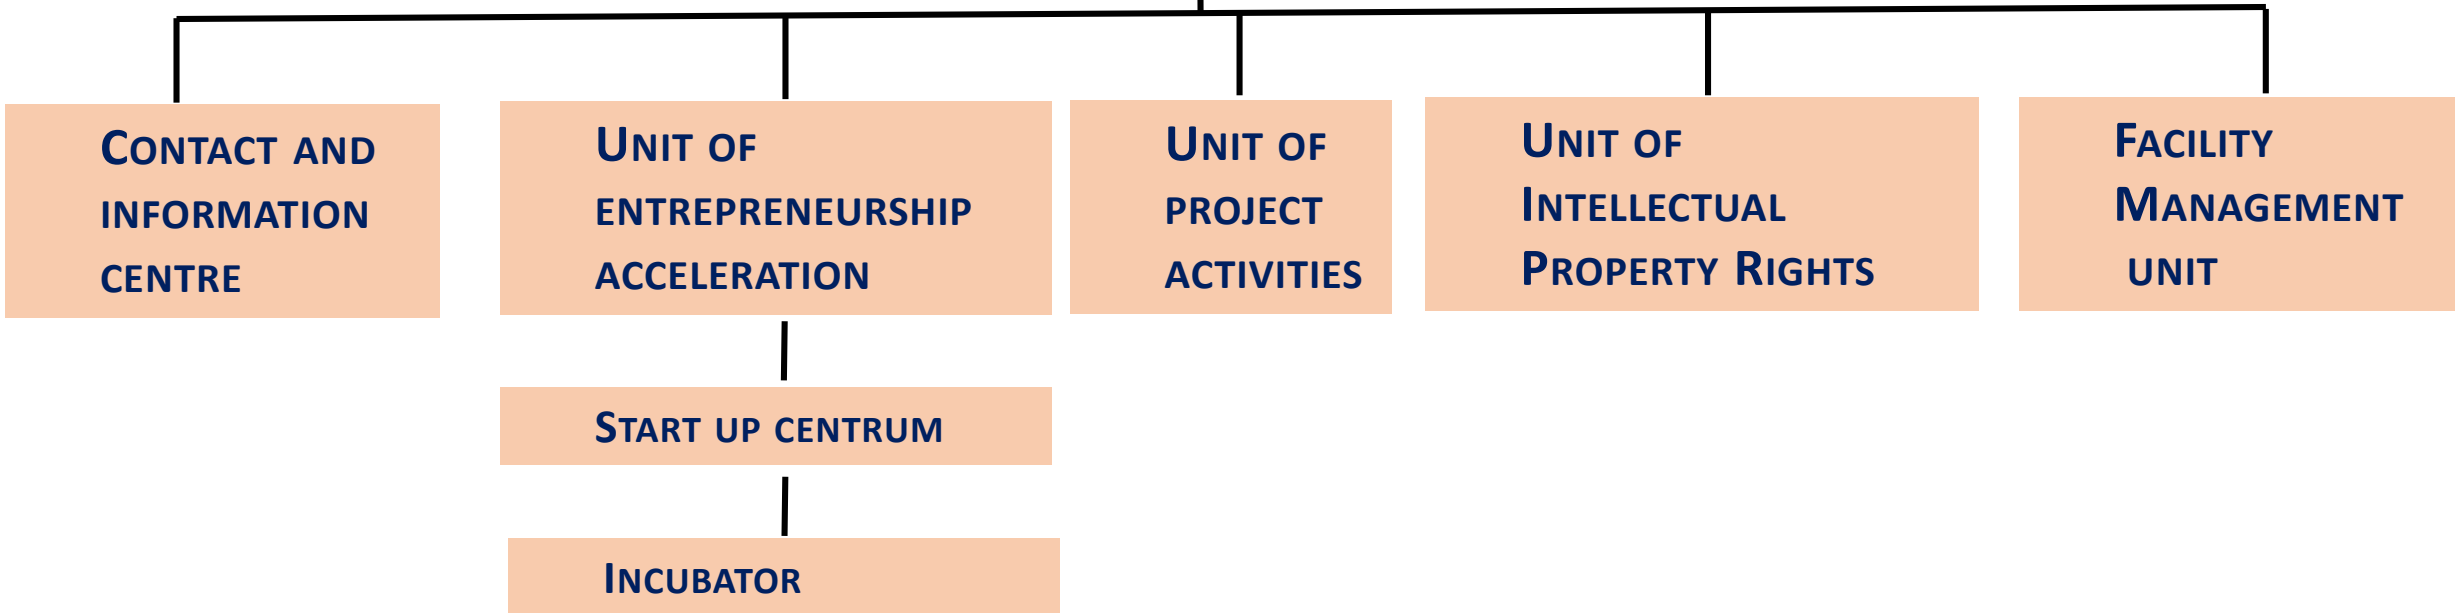 Contact and
information
centre
Unit of
entrepreneurship
acceleration
Unit of
project
activities
Unit of
Intellectual
Property Rights
Facility
Management
unit
Start up centrum
Incubator